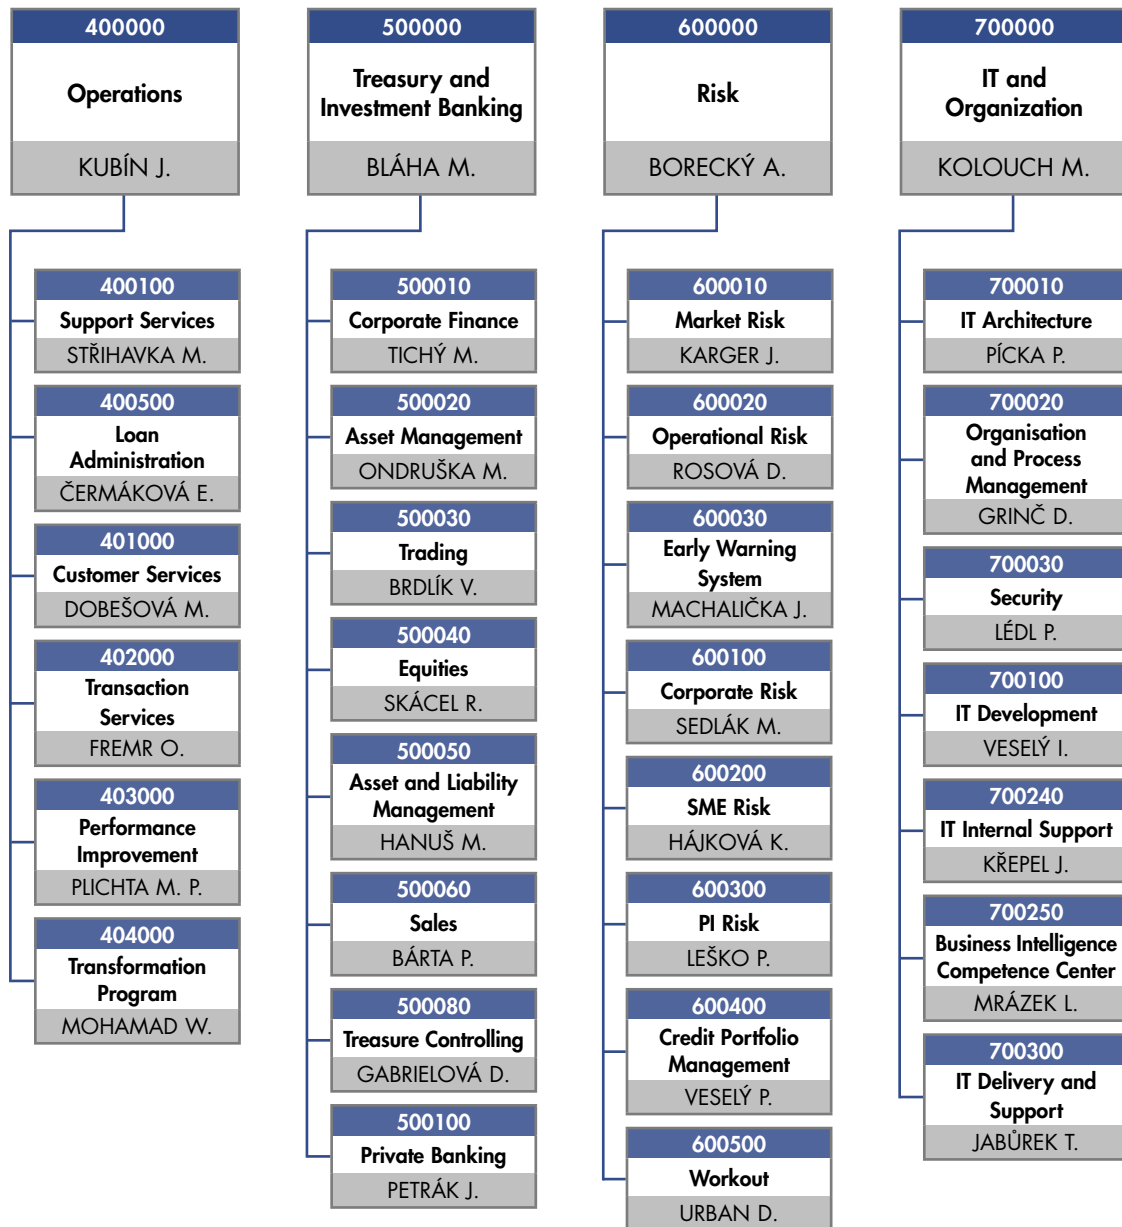 400000
Operations
KUBÍN J.
400100
Support Services
STŘIHAVKA M.
400500
Loan
Administration
ČERMÁKOVÁ E.
401000
Customer Services
DOBEŠOVÁ M.
402000
Transaction
Services
FREMR O.
403000
Performance
Improvement
PLICHTA M. P.
404000
Transformation
Program
MOHAMAD W.
500000
Treasury and
Investment Banking
BLÁHA M.
500010
Corporate Finance
TICHÝ M.
500020
Asset Management
ONDRUŠKA M.
500030
Trading
BRDLÍK V.
500040
Equities
SKÁCEL R.
500050
Asset and Liability
Management
HANUŠ M.
500060
Sales
BÁRTA P.
500080
Treasure Controlling
GABRIELOVÁ D.
500100
Private Banking
PETRÁK J.
600000
Risk
BORECKÝ A.
600010
Market Risk
KARGER J.
600020
Operational Risk
ROSOVÁ D.
600030
Early Warning
System
MACHALIČKA J.
600100
Corporate Risk
SEDLÁK M.
600200
SME Risk
HÁJKOVÁ K.
600300
PI Risk
LEŠKO P.
600400
Credit Portfolio
Management
VESELÝ P.
600500
Workout
URBAN D.
700000
IT and
Organization
KOLOUCH M.
700010
IT Architecture
PÍCKA P.
700020
Organisation
and Process
Management
GRINČ D.
700030
Security
LÉDL P.
700100
IT Development
VESELÝ I.
700240
IT Internal Support
KŘEPEL J.
700250
Business Intelligence
Competence Center
MRÁZEK L.
700300
IT Delivery and
Support
JABŮREK T.